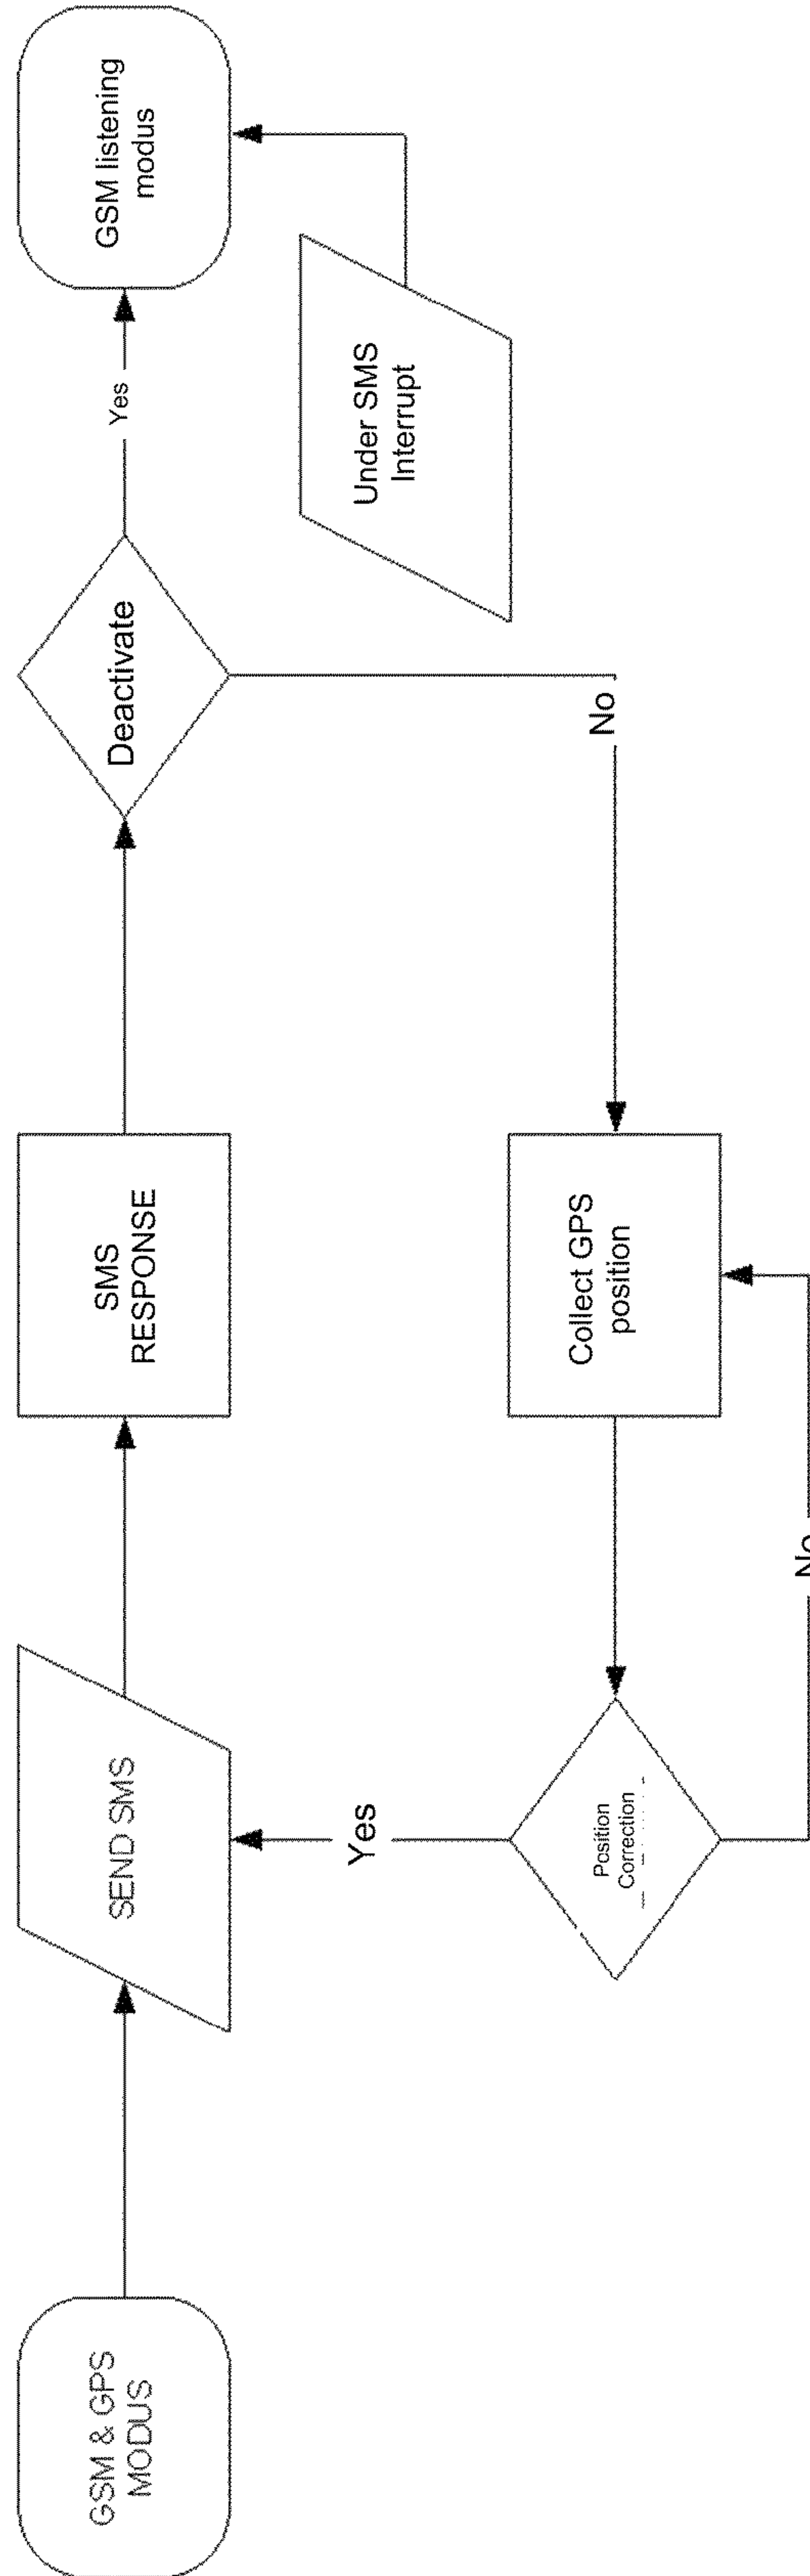 GSM & GPS
MODUS
SEND SMS
SMS
RESPONSE
Deactivate
Yes
GSM listening
modus
Under SMS
Interrupt
No
Collect GPS
position
Position
Correction
Yes
No